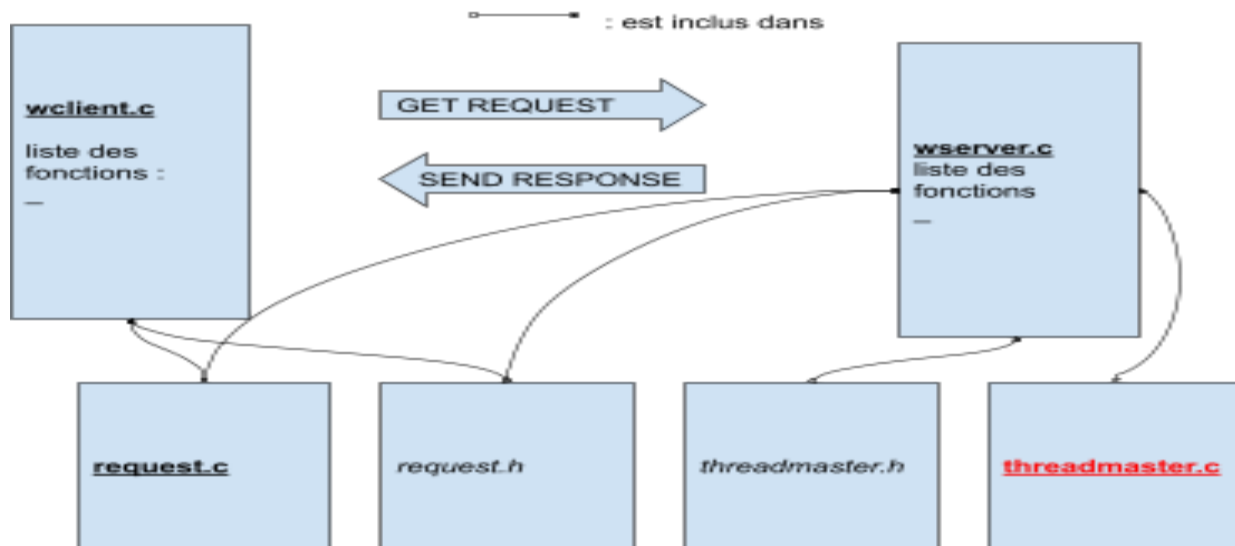 : est inclus dans
wclient.c
liste des
fonctions :
_
GET REQUEST
SEND RESPONSE
wserver.c
liste des
fonctions
_
request.c
request.h
threadmaster.h
threadmaster.c